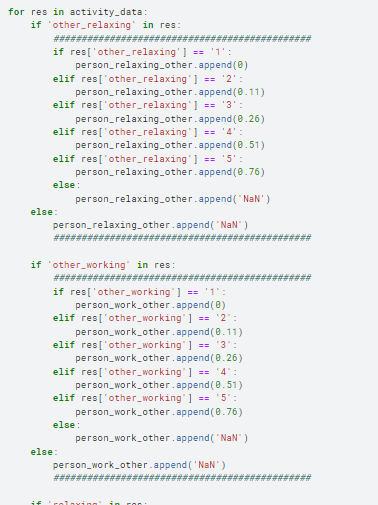 for res in activity_data:
    if 'other_relaxing' in res:
        ##############################################
        if res['other_relaxing'] == '1':
            person_relaxing_other.append(0)
        elif res['other_relaxing'] == '2':
            person_relaxing_other.append(0.11)
        elif res['other_relaxing'] == '3':
            person_relaxing_other.append(0.26)
        elif res['other_relaxing'] == '4':
            person_relaxing_other.append(0.51)
        elif res['other_relaxing'] == '5':
            person_relaxing_other.append(0.76)
        else:
            person_relaxing_other.append('NaN')
    else:
        person_relaxing_other.append('NaN')
        ##############################################
    if 'other_working' in res:
        ##############################################
        if res['other_working'] == '1':
            person_work_other.append(0)
        elif res['other_working'] == '2':
            person_work_other.append(0.11)
        elif res['other_working'] == '3':
            person_work_other.append(0.26)
        elif res['other_working'] == '4':
            person_work_other.append(0.51)
        elif res['other_working'] == '5':
            person_work_other.append(0.76)
        else:
            person_work_other.append('NaN')
    else:
        person_work_other.append('NaN')
        ##############################################
    if 'relaxing' in res: